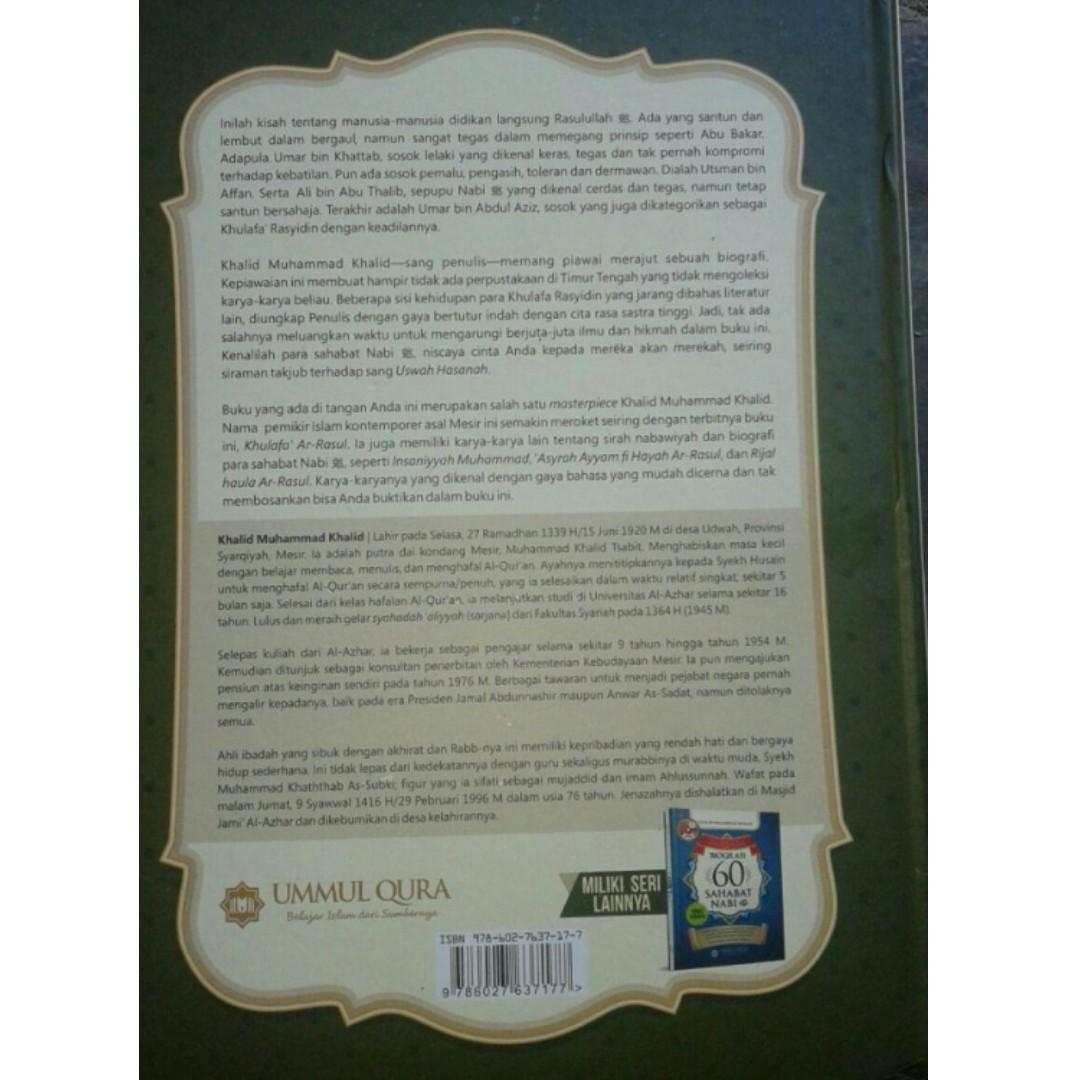 Inilah kisah tentang manusia-manusia didikan langsung Rasulullah ﷺ. Ada yang santun dan
lembut dalam bergaul, namun sangat tegas dalam memegang prinsip seperti Abu Bakar.
Adapula Umar bin Khattab, sosok lelaki yang dikenal keras, tegas dan tak pernah kompromi
terhadap kebatilan. Pun ada sosok pemalu, pengasih, toleran dan dermawan. Dialah Utsman bin
Affan. Serta Ali bin Abu Thalib, sepupu Nabi ﷺ yang dikenal cerdas dan tegas, namun tetap
santun bersahaja. Terakhir adalah Umar bin Abdul Aziz, sosok yang juga dikategorikan sebagai
Khulafa' Rasyidin dengan keadilannya.
Khalid Muhammad Khalid—sang penulis—memang piawai merajut sebuah biografi.
Kepiawaian ini membuat hampir tidak ada perpustakaan di Timur Tengah yang tidak mengoleksi
karya-karya beliau. Beberapa sisi kehidupan para Khulafa Rasyidin yang jarang dibahas literatur
lain, diungkap Penulis dengan gaya bertutur indah dengan cita rasa sastra tinggi. Jadi, tak ada
salahnya meluangkan waktu untuk mengarungi berjuta-juta ilmu dan hikmah dalam buku ini.
Kenalilah para sahabat Nabi ﷺ, niscaya cinta Anda kepada mereka akan merekah, seiring
siraman takjub terhadap sang Uswah Hasanah.
Buku yang ada di tangan Anda ini merupakan salah satu masterpiece Khalid Muhammad Khalid.
Nama pemikir Islam kontemporer asal Mesir ini semakin meroket seiring dengan terbitnya buku
ini, Khulafa' Ar-Rasul. Ia juga memiliki karya-karya lain tentang sirah nabawiyah dan biografi
para sahabat Nabi ﷺ, seperti Insaniyyah Muhammad, 'Asyrah Ayyam fi Hayah Ar-Rasul, dan Rijal
haula Ar-Rasul. Karya-karyanya yang dikenal dengan gaya bahasa yang mudah dicerna dan tak
membosankan bisa Anda buktikan dalam buku ini.
Khalid Muhammad Khalid | Lahir pada Selasa, 27 Ramadhan 1339 H/15 Juni 1920 M di desa Udwah, Provinsi
Syarqiyah, Mesir. Ia adalah putra dai kondang Mesir, Muhammad Khalid Tsabit. Menghabiskan masa kecil
dengan belajar membaca, menulis, dan menghafal Al-Qur'an. Ayahnya menititipkannya kepada Syekh Husain
untuk menghafal Al-Qur'an secara sempurna/penuh, yang ia selesaikan dalam waktu relatif singkat; sekitar 5
bulan saja. Selesai dari kelas hafalan Al-Qur'an, ia melanjutkan studi di Universitas Al-Azhar selama sekitar 16
tahun. Lulus dan meraih gelar syahadah 'aliyyah (sarjana) dari Fakultas Syariah pada 1364 H (1945 M).
Selepas kuliah dari Al-Azhar, ia bekerja sebagai pengajar selama sekitar 9 tahun hingga tahun 1954 M.
Kemudian ditunjuk sebagai konsultan penerbitan oleh Kementerian Kebudayaan Mesir. Ia pun mengajukan
pensiun atas keinginan sendiri pada tahun 1976 M. Berbagai tawaran untuk menjadi pejabat negara pernah
mengalir kepadanya, baik pada era Presiden Jamal Abdunnashir maupun Anwar As-Sadat, namun ditolaknya
semua.
Ahli ibadah yang sibuk dengan akhirat dan Rabb-nya ini memiliki kepribadian yang rendah hati dan bergaya
hidup sederhana. Ini tidak lepas dari kedekatannya dengan guru sekaligus murabbinya di waktu muda, Syekh
Muhammad Khaththab As-Subki; figur yang ia sifati sebagai mujaddid dan imam Ahlussunnah. Wafat pada
malam Jumat, 9 Syawwal 1416 H/29 Pebruari 1996 M dalam usia 76 tahun. Jenazahnya dishalatkan di Masjid
Jami' Al-Azhar dan dikebumikan di desa kelahirannya.
UMMUL QURA
Belajar Islam dari Sumbernya
MILIKI SERI
LAINNYA
BIOGRAFI
60
SAHABAT
NABI ﷺ
ISBN 978-602-7637-17-7
9 786027 637177 >